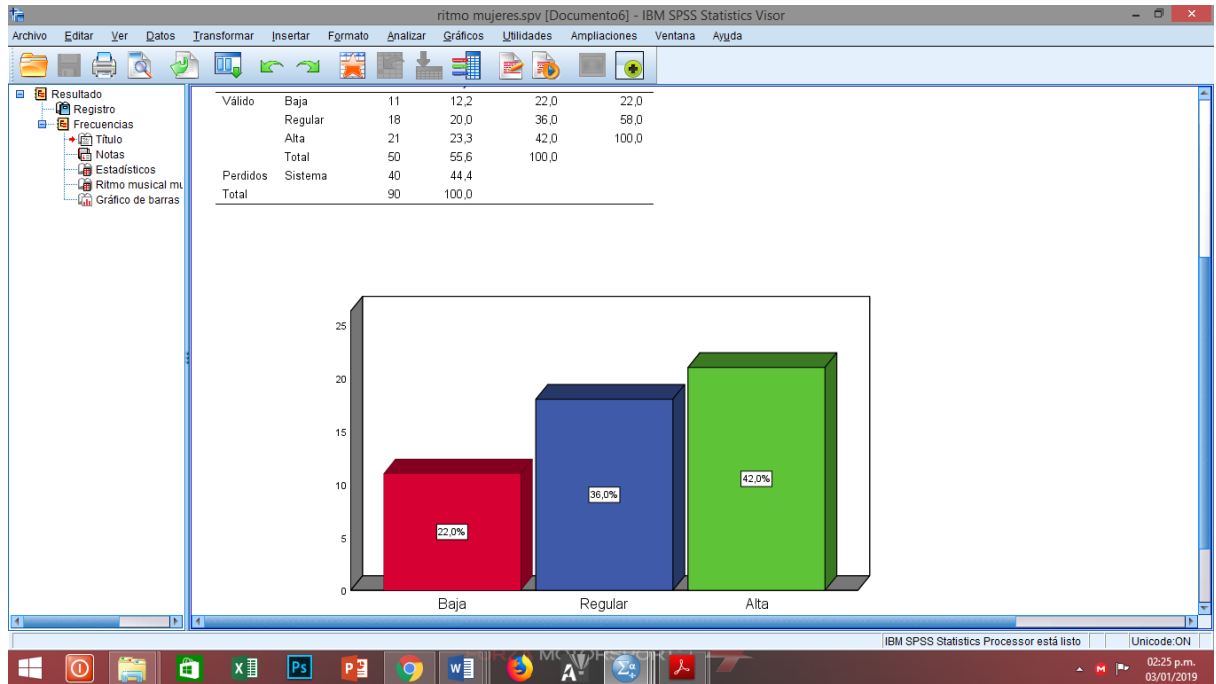 ritmo mujeres.spv [Documento6] - IBM SPSS Statistics Visor
Archivo Editar Ver Datos Transformar Insertar Formato Analizar Gráficos Utilidades Ampliaciones Ventana Ayuda
Resultado
Registro
Frecuencias
Título
Notas
Estadísticos
Ritmo musical mu
Gráfico de barras
Válido Baja 11 12,2 22,0 22,0
Regular 18 20,0 36,0 58,0
Alta 21 23,3 42,0 100,0
Total 50 55,6 100,0
Perdidos Sistema 40 44,4
Total 90 100,0
25
20
15
10
5
0
22,0%
36,0%
42,0%
Baja Regular Alta
IBM SPSS Statistics Processor está listo Unicode:ON
02:25 p.m.
03/01/2019